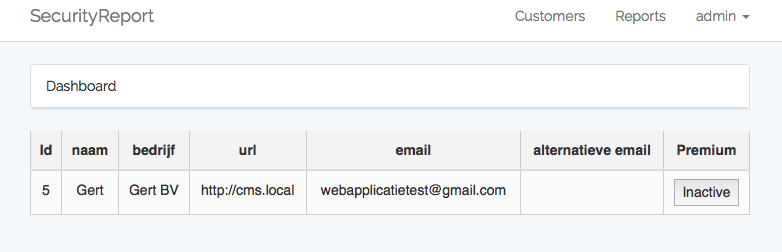 SecurityReport Customers Reports admin
Dashboard
Id naam bedrijf url email alternatieve email Premium
5 Gert Gert BV http://cms.local webapplicatietest@gmail.com Inactive